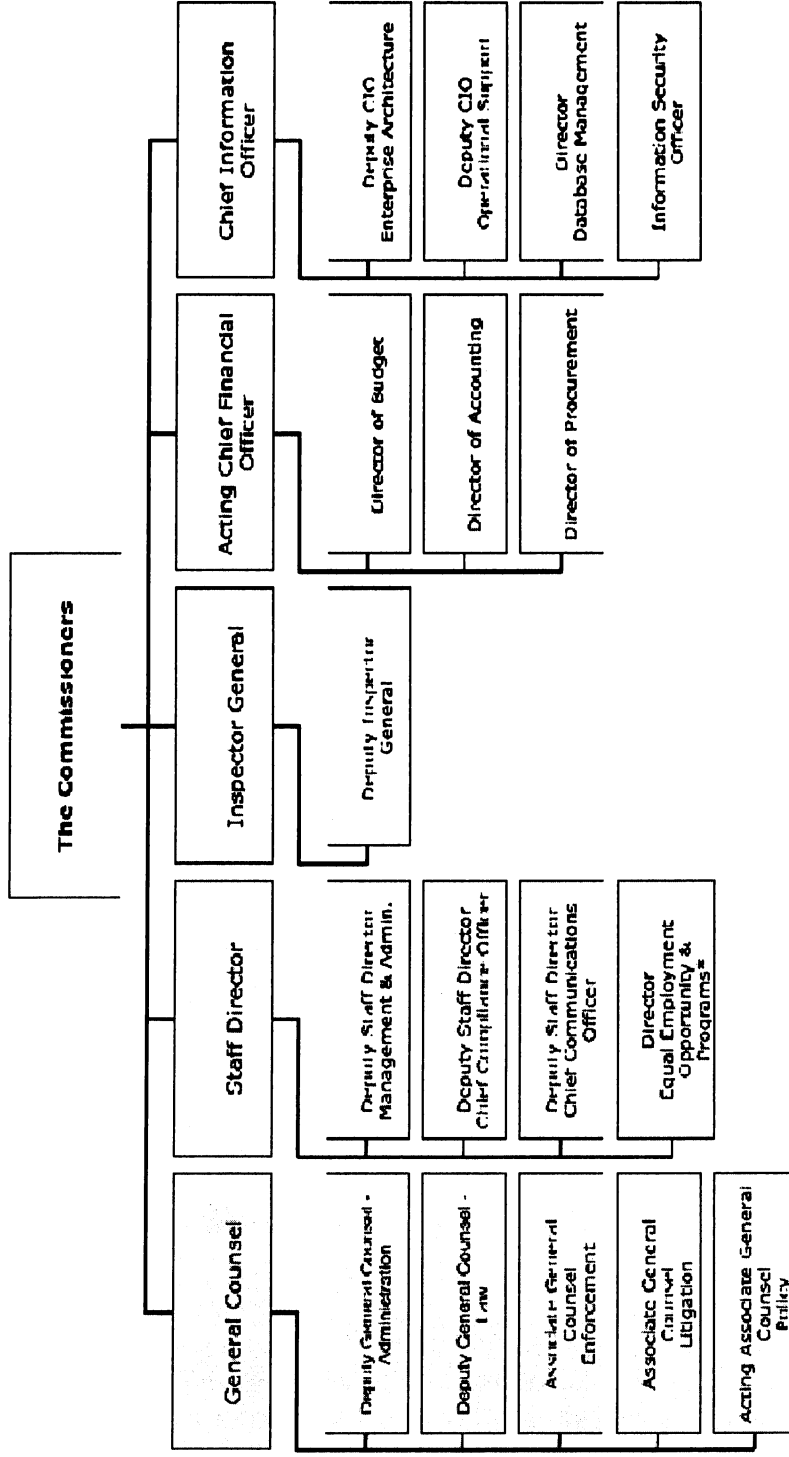 The Commissioners
General Counsel
Staff Director
Inspector General
Acting Chief Financial
Officer
Chief Information
Officer
Deputy General Counsel -
Administration
Deputy General Counsel -
Law
Associate General
Counsel
Enforcement
Associate General
Counsel
Litigation
Acting Associate General
Counsel
Policy
Deputy Staff Director
Management & Admin.
Deputy Staff Director
Chief Compliance Officer
Deputy Staff Director
Chief Communications
Officer
Director
Equal Employment
Opportunity &
Programs*
Deputy Inspector
General
Director of Budget
Director of Accounting
Director of Procurement
Deputy CIO
Enterprise Architecture
Deputy CIO
Operational Support
Director
Database Management
Information Security
Officer